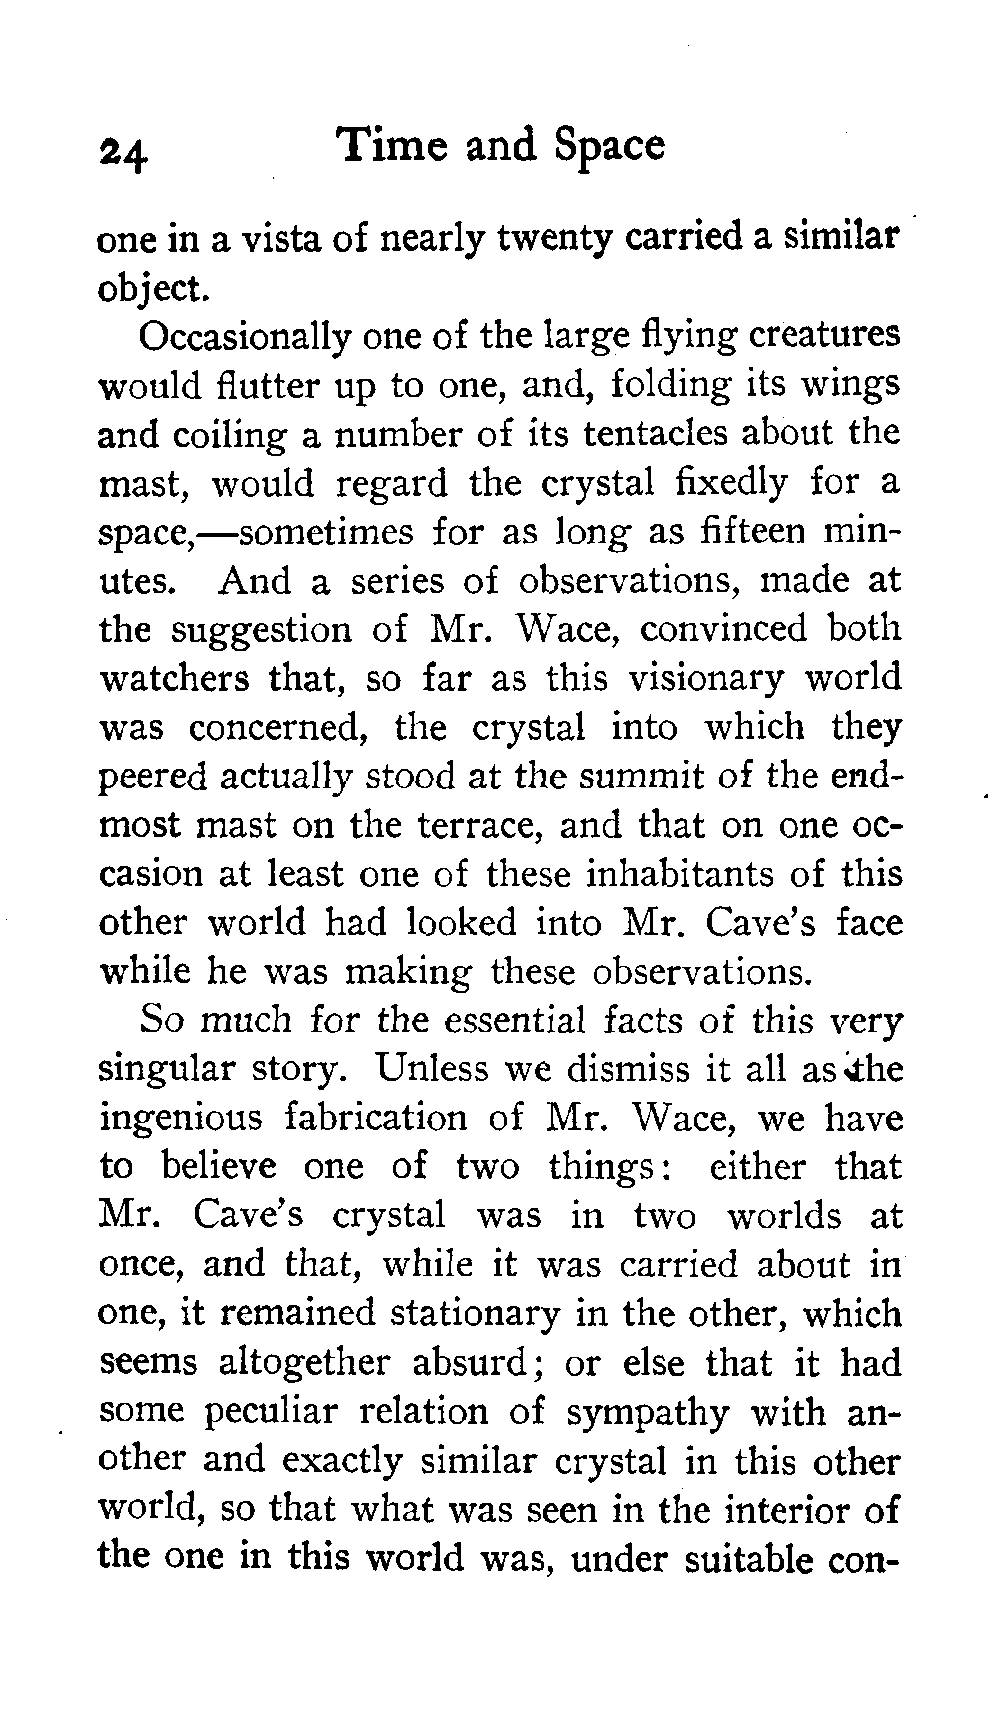 24 Time and Space
one in a vista of nearly twenty carried a similar
object.
Occasionally one of the large flying creatures
would flutter up to one, and, folding its wings
and coiling a number of its tentacles about the
mast, would regard the crystal fixedly for a
space,—sometimes for as long as fifteen min-
utes. And a series of observations, made at
the suggestion of Mr. Wace, convinced both
watchers that, so far as this visionary world
was concerned, the crystal into which they
peered actually stood at the summit of the end-
most mast on the terrace, and that on one oc-
casion at least one of these inhabitants of this
other world had looked into Mr. Cave's face
while he was making these observations.
So much for the essential facts of this very
singular story. Unless we dismiss it all as the
ingenious fabrication of Mr. Wace, we have
to believe one of two things: either that
Mr. Cave's crystal was in two worlds at
once, and that, while it was carried about in
one, it remained stationary in the other, which
seems altogether absurd; or else that it had
some peculiar relation of sympathy with an-
other and exactly similar crystal in this other
world, so that what was seen in the interior of
the one in this world was, under suitable con-